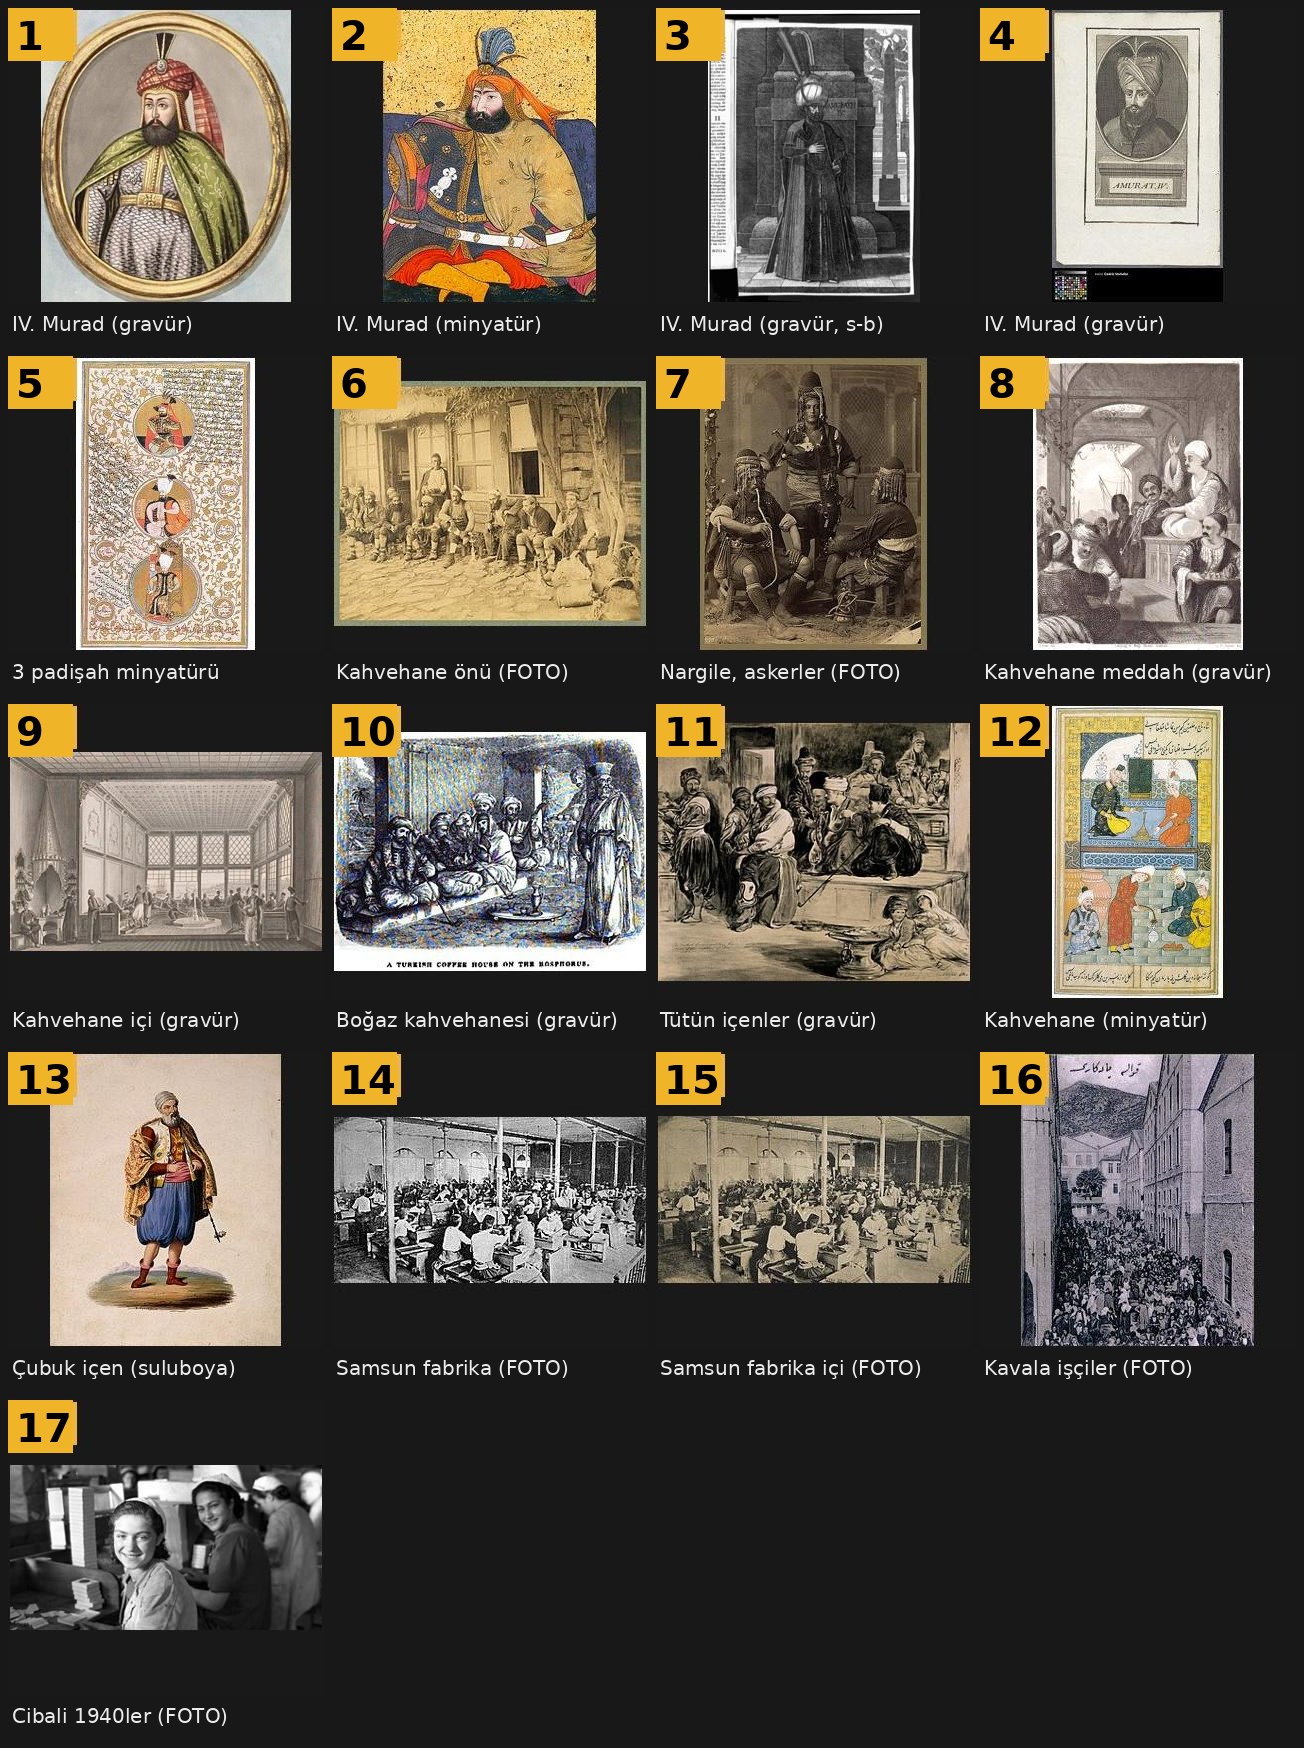 1
2
3
4
AMURAT. IV.
IV. Murad (gravür)
IV. Murad (minyatür)
IV. Murad (gravür, s-b)
IV. Murad (gravür)
5
6
7
8
3 padişah minyatürü
Kahvehane önü (FOTO)
Nargile, askerler (FOTO)
Kahvehane meddah (gravür)
9
10
11
12
A TURKISH COFFEE HOUSE ON THE BOSPHORUS.
Kahvehane içi (gravür)
Boğaz kahvehanesi (gravür)
Tütün içenler (gravür)
Kahvehane (minyatür)
13
14
15
16
Çubuk içen (suluboya)
Samsun fabrika (FOTO)
Samsun fabrika içi (FOTO)
Kavala işçiler (FOTO)
17
Cibali 1940ler (FOTO)